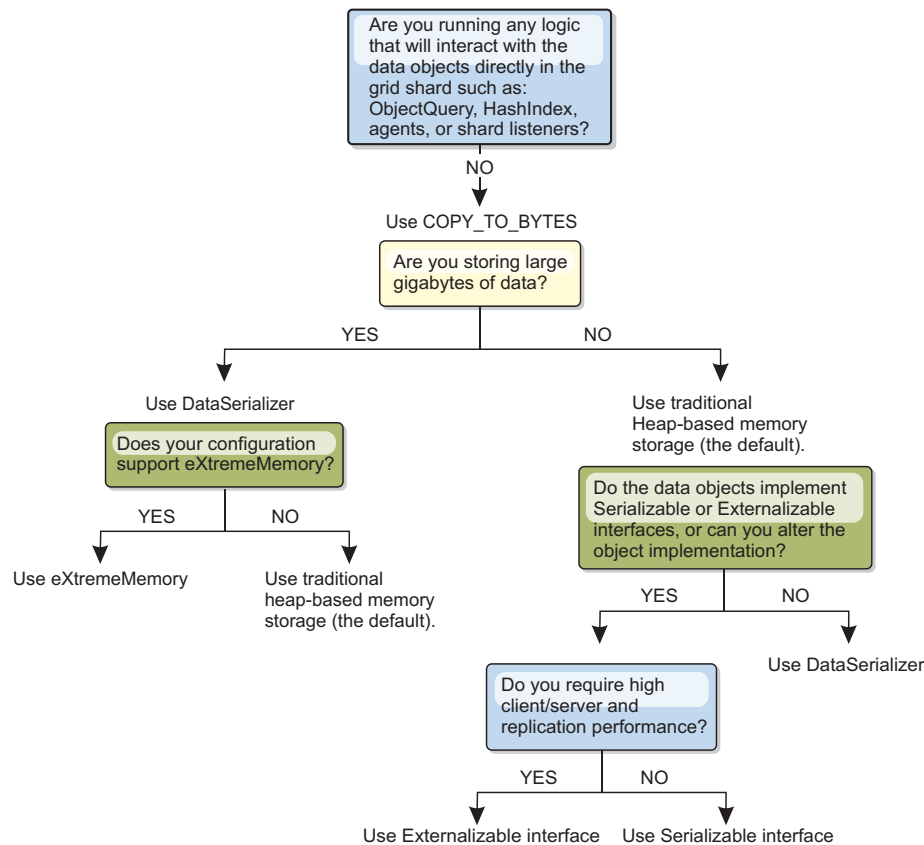 Are you running any logic
that will interact with the
data objects directly in the
grid shard such as:
ObjectQuery, HashIndex,
agents, or shard listeners?
NO
Use COPY_TO_BYTES
Are you storing large
gigabytes of data?
YES
NO
Use DataSerializer
Does your configuration
support eXtremeMemory?
YES
NO
Use eXtremeMemory
Use traditional
heap-based memory
storage (the default).
Use traditional
Heap-based memory
storage (the default).
Do the data objects implement
Serializable or Externalizable
interfaces, or can you alter the
object implementation?
YES
NO
Use DataSerializer
Do you require high
client/server and
replication performance?
YES
NO
Use Externalizable interface
Use Serializable interface